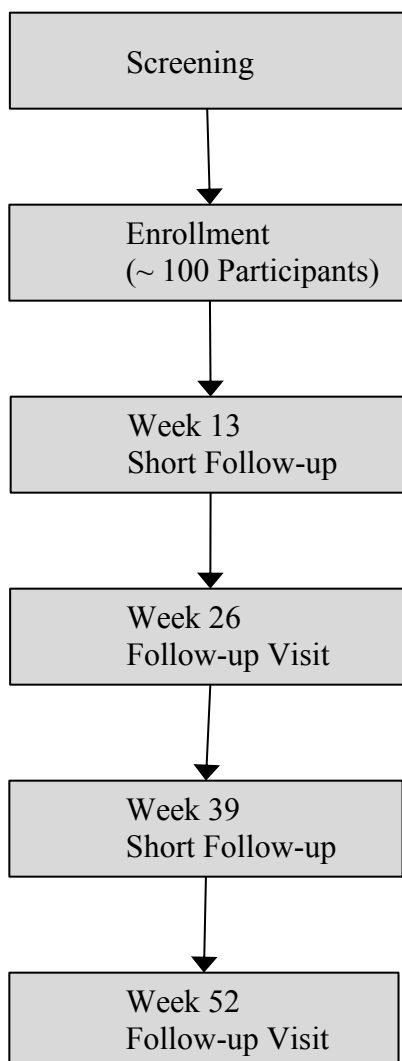 Screening
Enrollment
(~ 100 Participants)
Week 13
Short Follow-up
Week 26
Follow-up Visit
Week 39
Short Follow-up
Week 52
Follow-up Visit